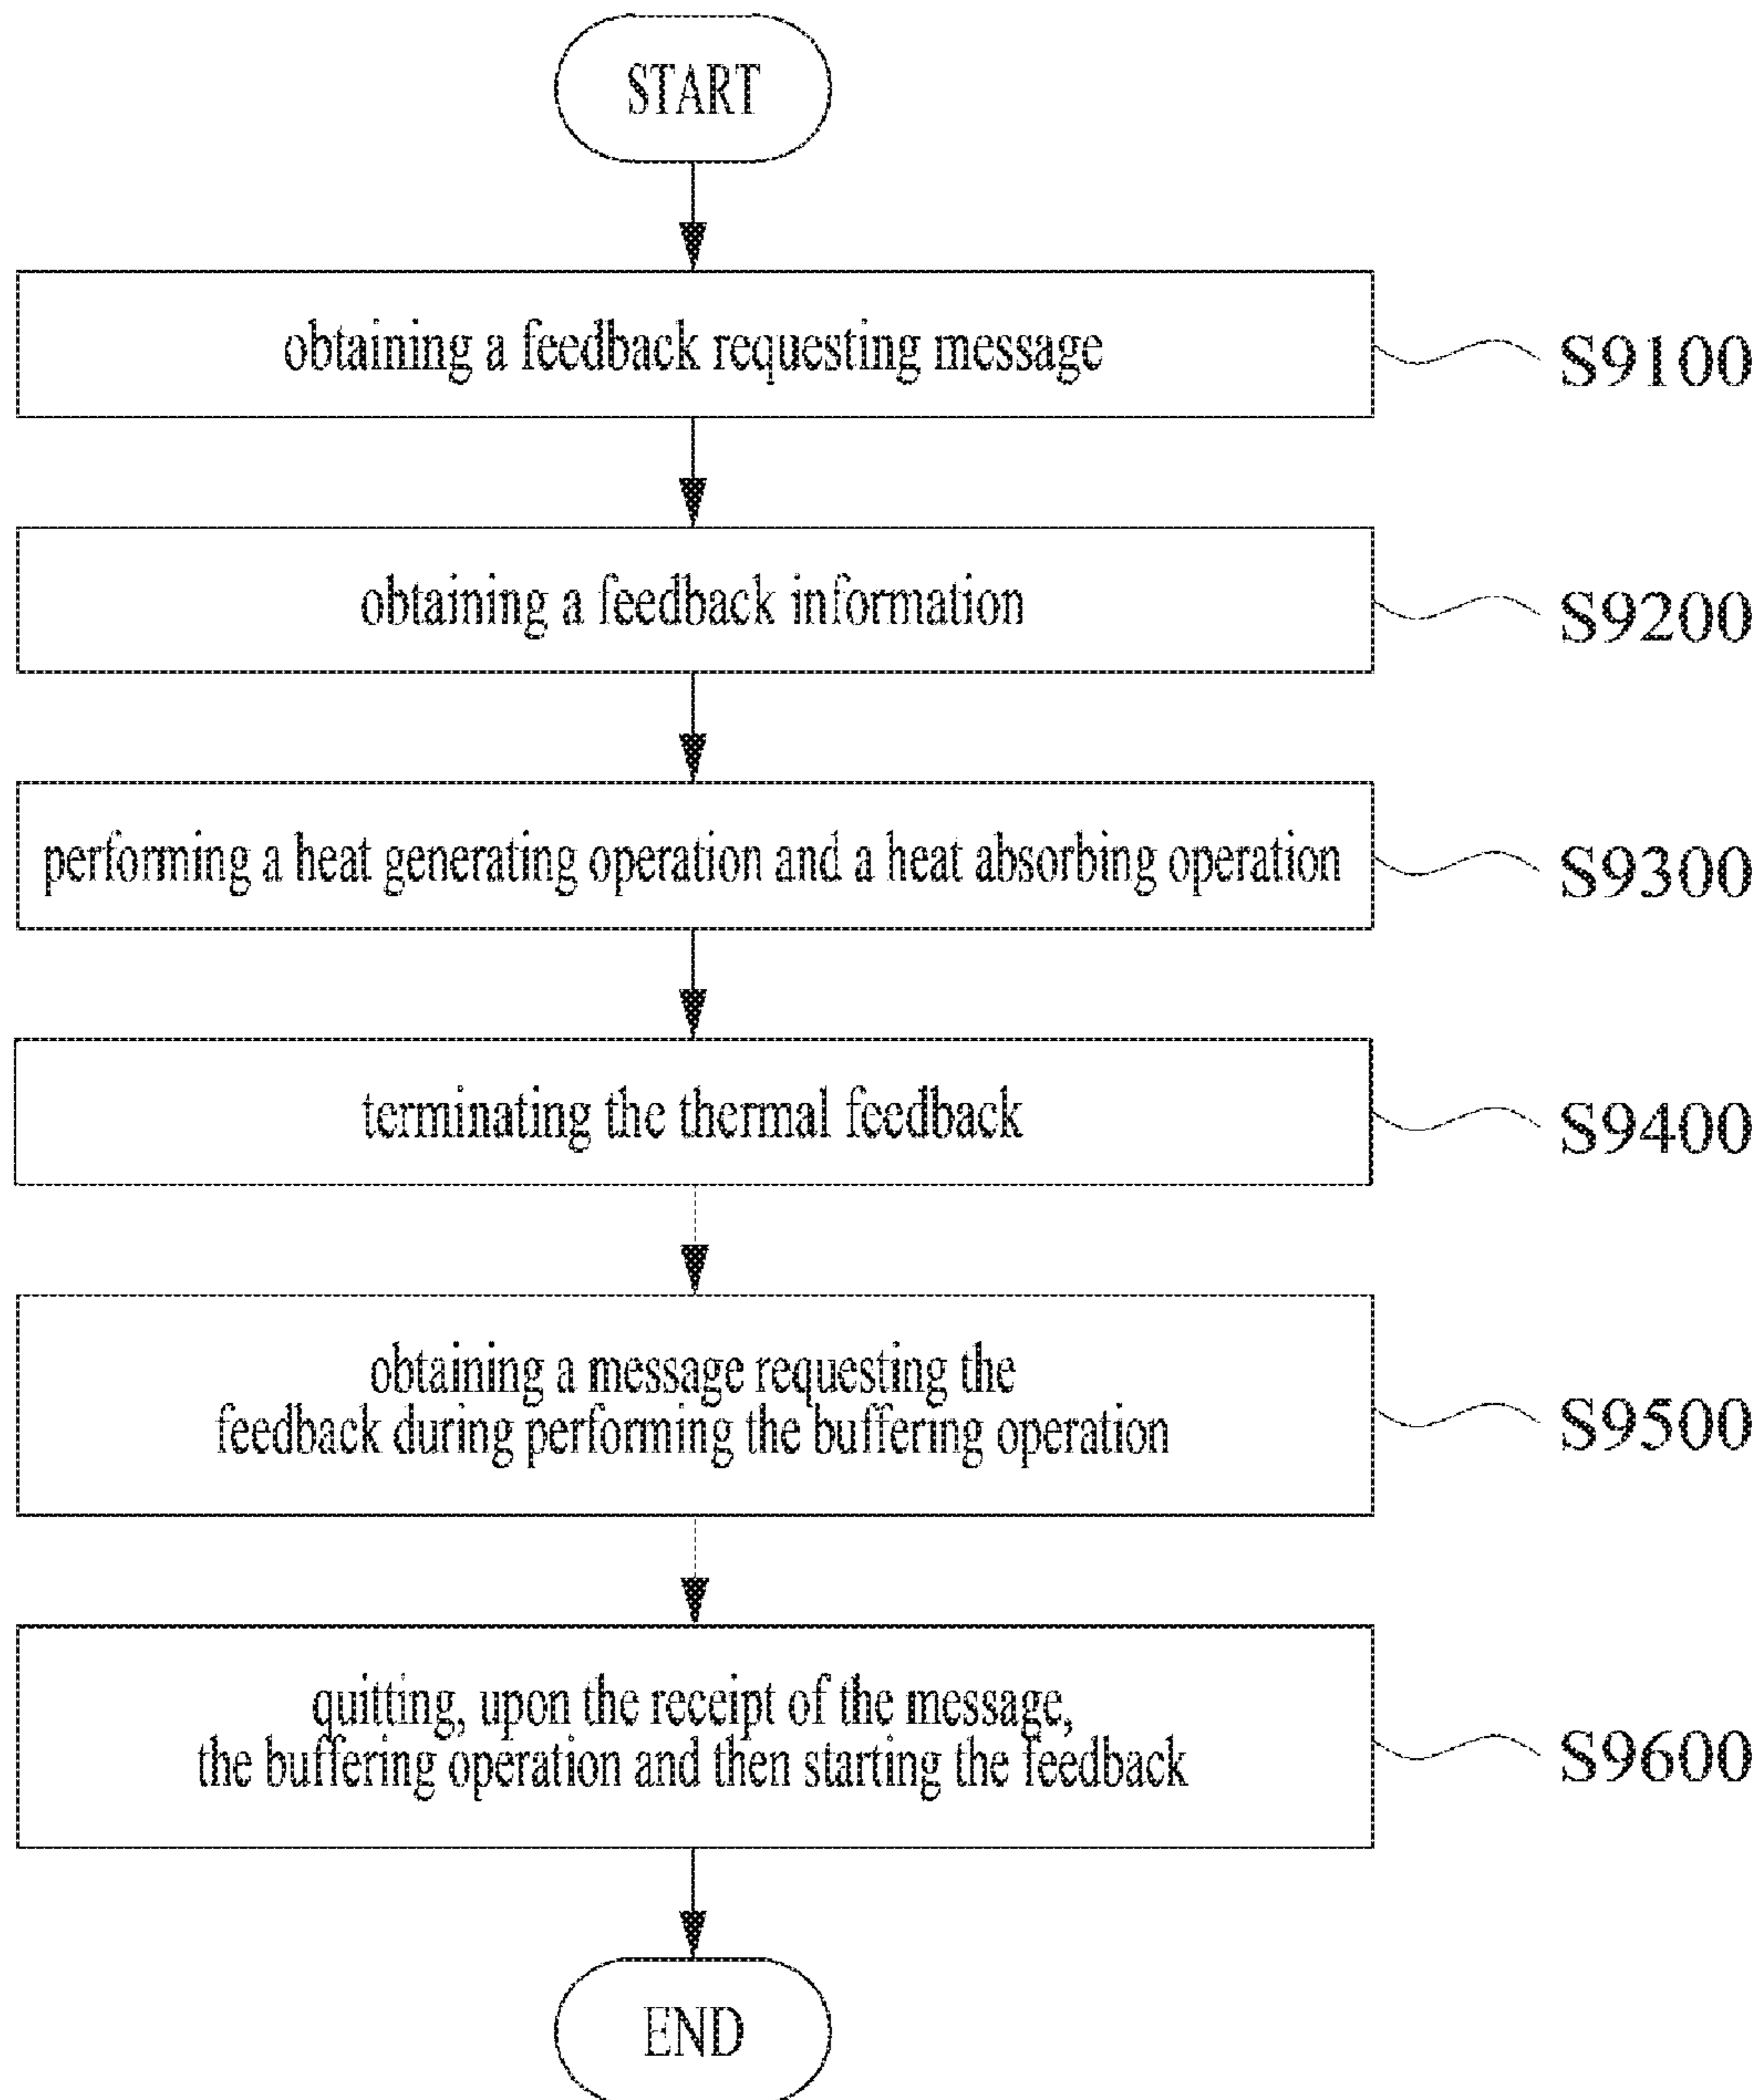 START
obtaining a feedback requesting message
S9100
obtaining a feedback information
S9200
performing a heat generating operation and a heat absorbing operation
S9300
terminating the thermal feedback
S9400
obtaining a message requesting the
feedback during performing the buffering operation
S9500
quitting, upon the receipt of the message,
the buffering operation and then starting the feedback
S9600
END